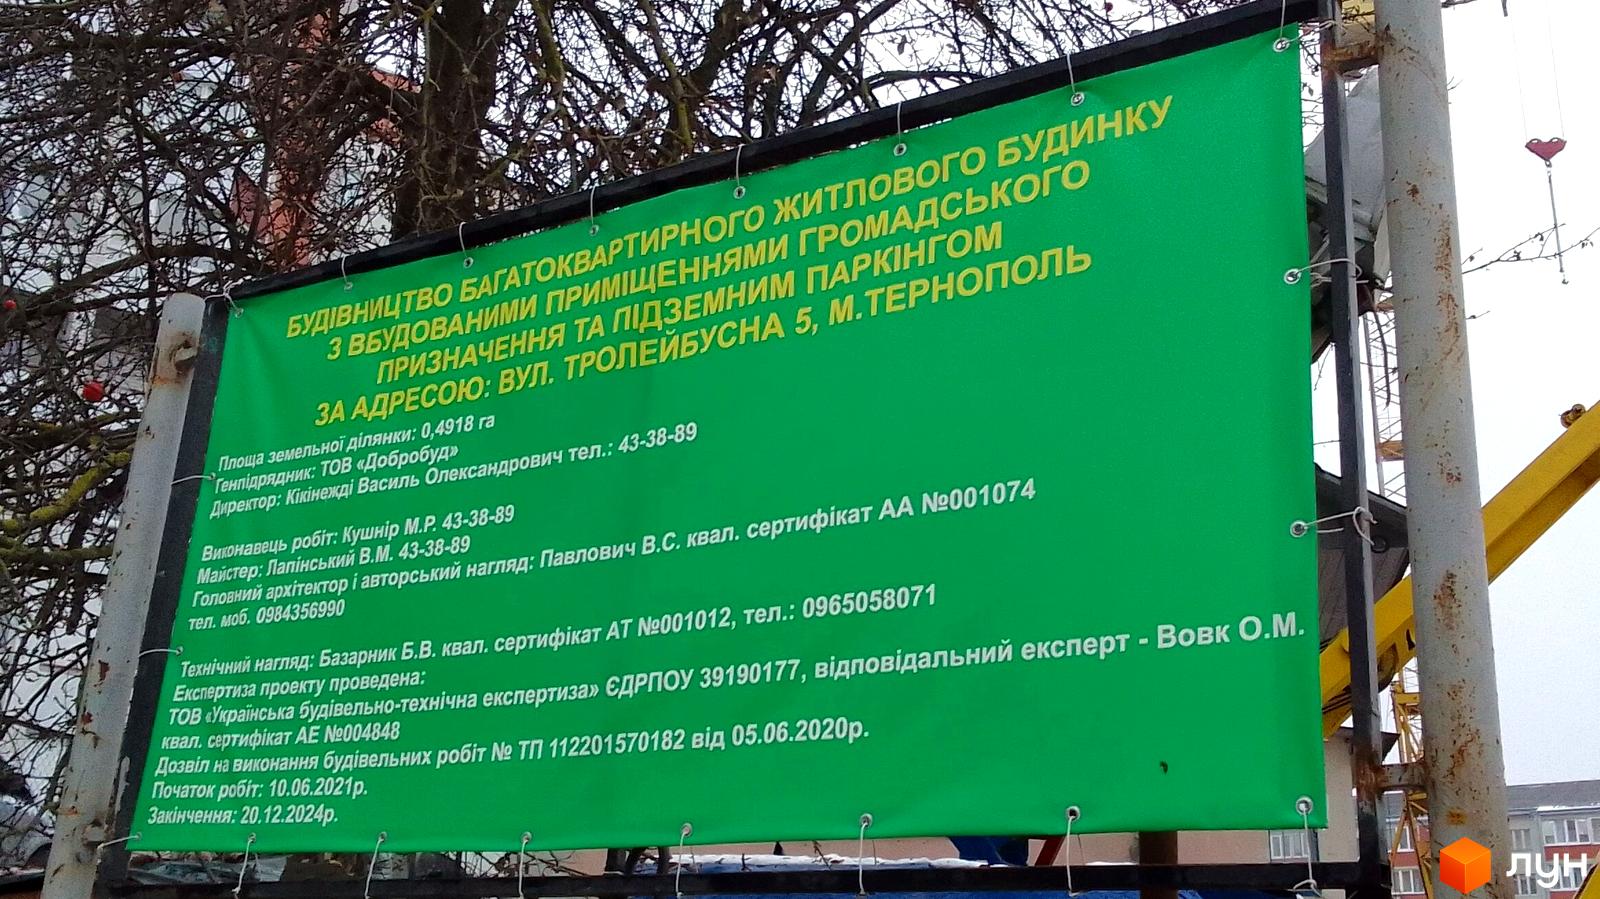 БУДІВНИЦТВО БАГАТОКВАРТИРНОГО ЖИТЛОВОГО БУДИНКУ
З ВБУДОВАНИМИ ПРИМІЩЕННЯМИ ГРОМАДСЬКОГО
ПРИЗНАЧЕННЯ ТА ПІДЗЕМНИМ ПАРКІНГОМ
ЗА АДРЕСОЮ: ВУЛ. ТРОЛЕЙБУСНА 5, М.ТЕРНОПОЛЬ
Площа земельної ділянки: 0,4918 га
Генпідрядник: ТОВ «Добробуд»
Директор: Кікінежді Василь Олександрович тел.: 43-38-89
Виконавець робіт: Кушнір М.Р. 43-38-89
Майстер: Лапінський В.М. 43-38-89
Головний архітектор і авторський нагляд: Павлович В.С. квал. сертифікат АА №001074
тел. моб. 0984356990
Технічний нагляд: Базарник Б.В. квал. сертифікат АТ №001012, тел.: 0965058071
Експертиза проекту проведена:
ТОВ «Українська будівельно-технічна експертиза» ЄДРПОУ 39190177, відповідальний експерт - Вовк О.М.
квал. сертифікат АЕ №004848
Дозвіл на виконання будівельних робіт № ТП 112201570182 від 05.06.2020р.
Початок робіт: 10.06.2021р.
Закінчення: 20.12.2024р.
лун